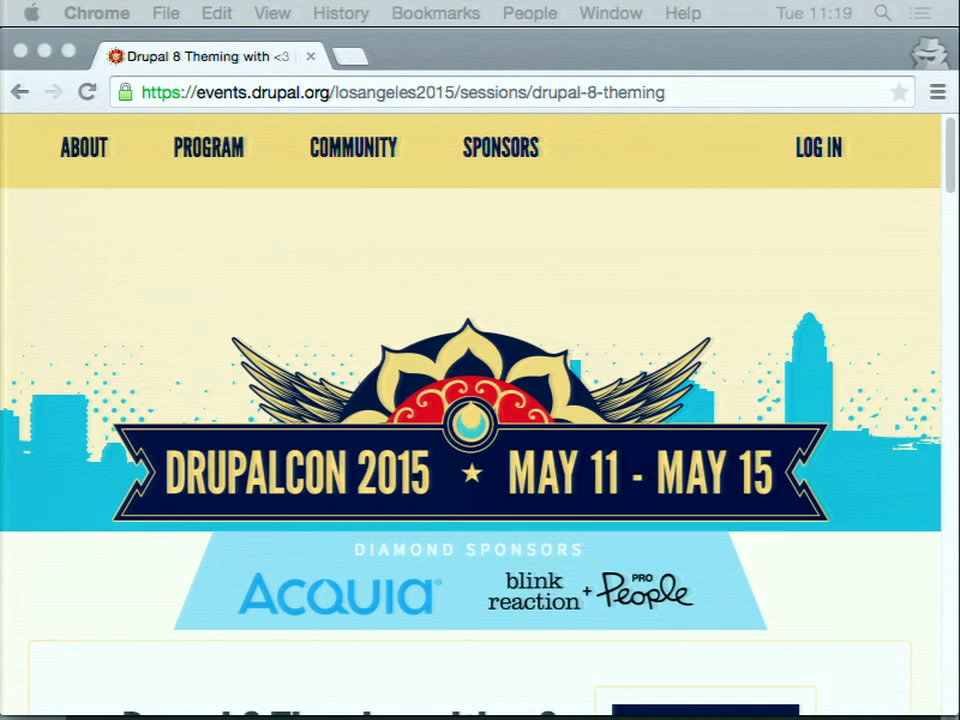 Chrome File Edit View History Bookmarks People Window Help Tue 11:19
Drupal 8 Theming with <3
https://events.drupal.org/losangeles2015/sessions/drupal-8-theming
ABOUT PROGRAM COMMUNITY SPONSORS LOG IN
DRUPALCON 2015 ★ MAY 11 - MAY 15
DIAMOND SPONSORS
ACQUIA®
blink reaction + PRO People